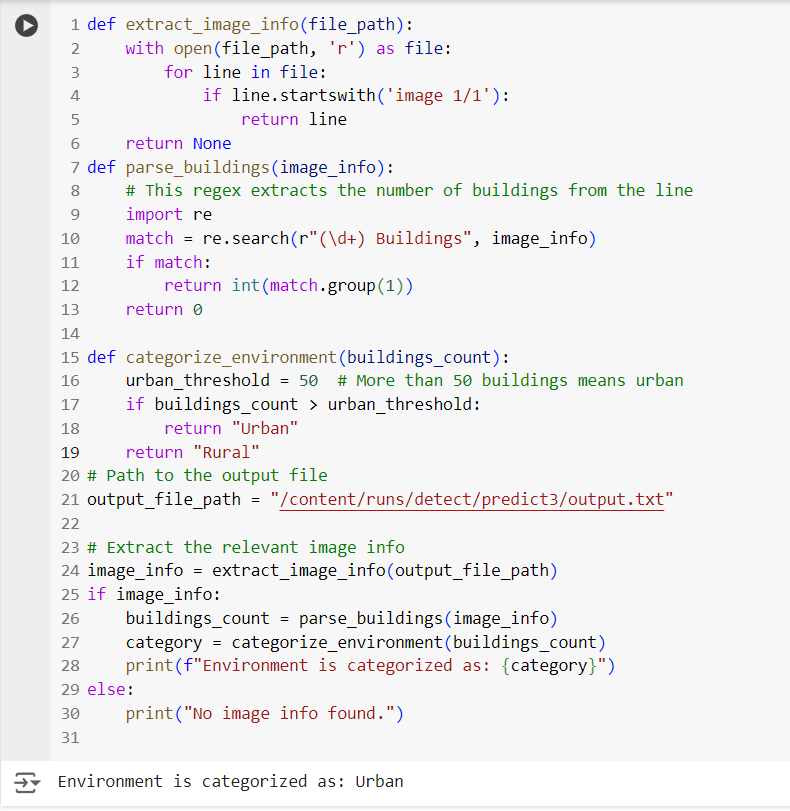 1 def extract_image_info(file_path):
2     with open(file_path, 'r') as file:
3         for line in file:
4             if line.startswith('image 1/1'):
5                 return line
6     return None
7 def parse_buildings(image_info):
8     # This regex extracts the number of buildings from the line
9     import re
10     match = re.search(r"(\d+) Buildings", image_info)
11     if match:
12         return int(match.group(1))
13     return 0
14
15 def categorize_environment(buildings_count):
16     urban_threshold = 50  # More than 50 buildings means urban
17     if buildings_count > urban_threshold:
18         return "Urban"
19     return "Rural"
20 # Path to the output file
21 output_file_path = "/content/runs/detect/predict3/output.txt"
22
23 # Extract the relevant image info
24 image_info = extract_image_info(output_file_path)
25 if image_info:
26     buildings_count = parse_buildings(image_info)
27     category = categorize_environment(buildings_count)
28     print(f"Environment is categorized as: {category}")
29 else:
30     print("No image info found.")
31
Environment is categorized as: Urban